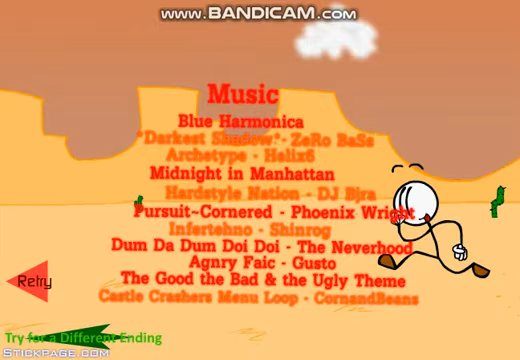 www.BANDICAM.com
Music
Blue Harmonica
"Darkest Shadow." - ZeRo BaSs
Archetype - Helix6
Midnight in Manhattan
Hardstyle Nation - DJ Bjra
Pursuit~Cornered - Phoenix Wright
Infertehno - Shinrog
Dum Da Dum Doi Doi - The Neverhood
Agnry Faic - Gusto
The Good the Bad & the Ugly Theme
Castle Crashers Menu Loop - CornandBeans
Retry
Try for a Different Ending
STICKPAGE.COM